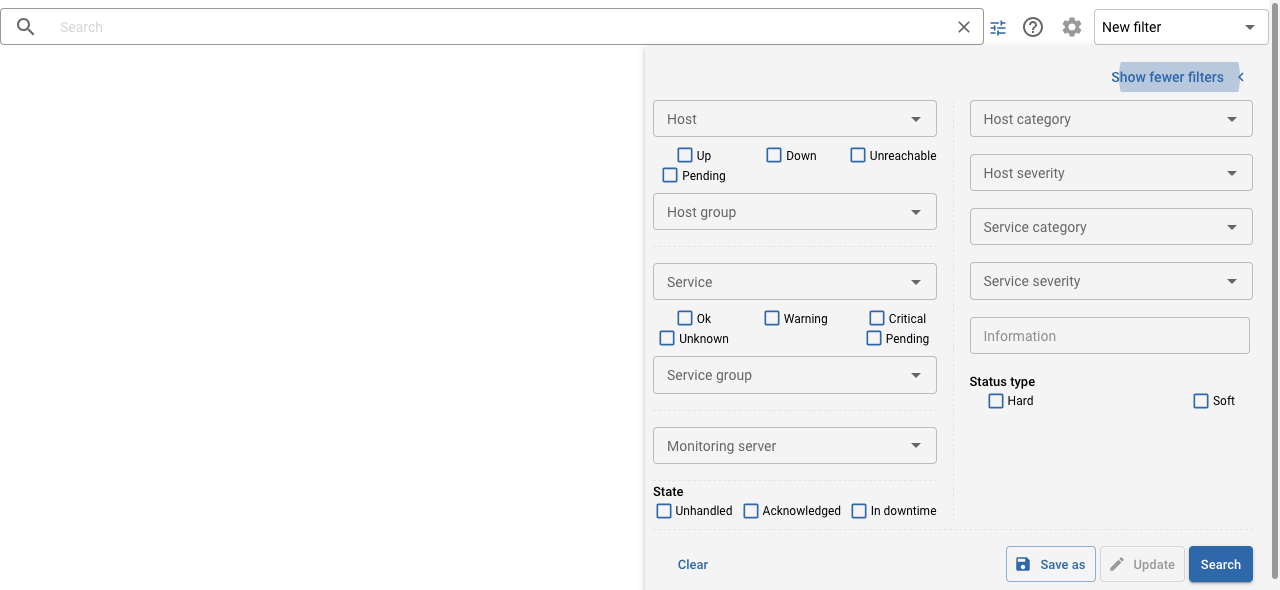 Search
New filter
Show fewer filters
Host
Host category
Up Down Unreachable
Pending
Host severity
Host group
Service category
Service
Service severity
Ok Warning Critical
Unknown Pending
Information
Service group
Status type
Hard Soft
Monitoring server
State
Unhandled Acknowledged In downtime
Clear Save as Update Search